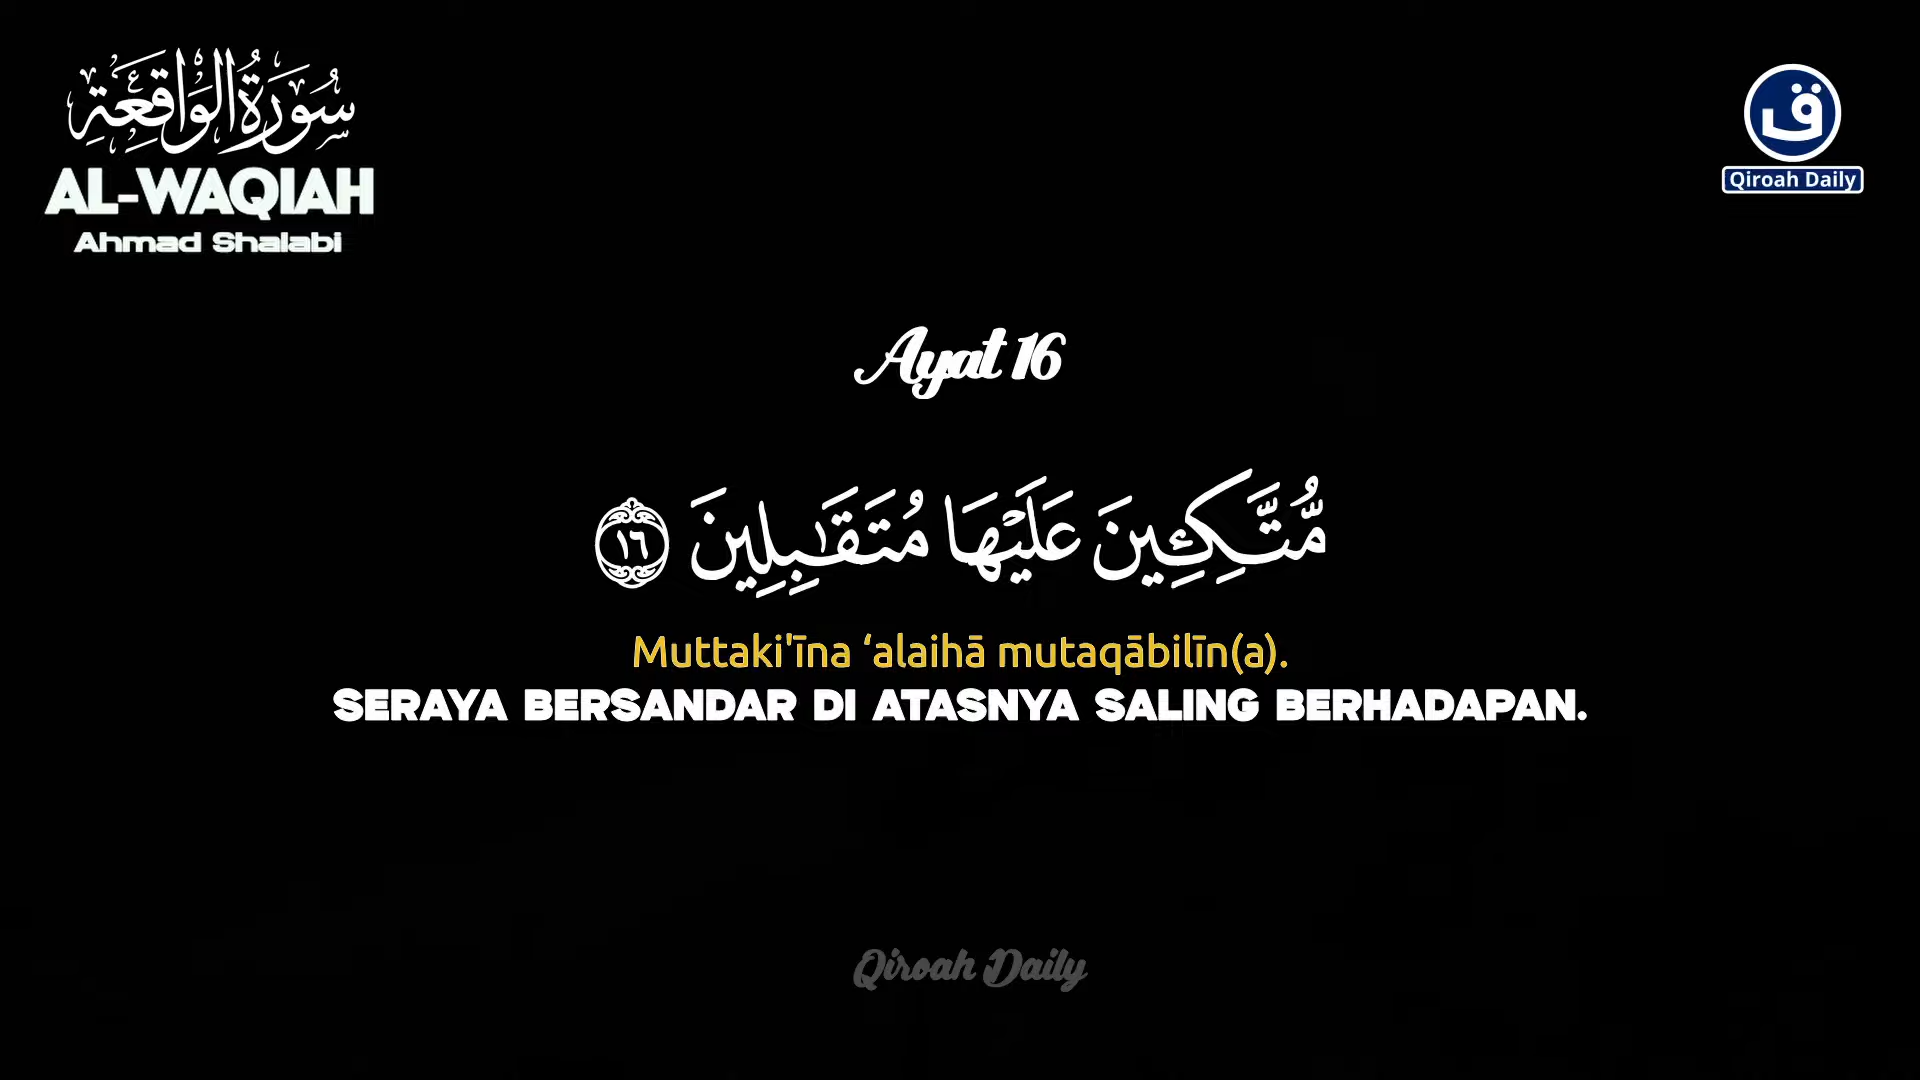 سُورَةُ الْوَاقِعَةِ
AL-WAQIAH
Ahmad Shalabi
ق
Qiroah Daily
Ayat 16
مُّتَّكِـِٔينَ عَلَيْهَا مُتَقَٰبِلِينَ ١٦
Muttaki'īna ‘alaihā mutaqābilīn(a).
SERAYA BERSANDAR DI ATASNYA SALING BERHADAPAN.
Qiroah Daily